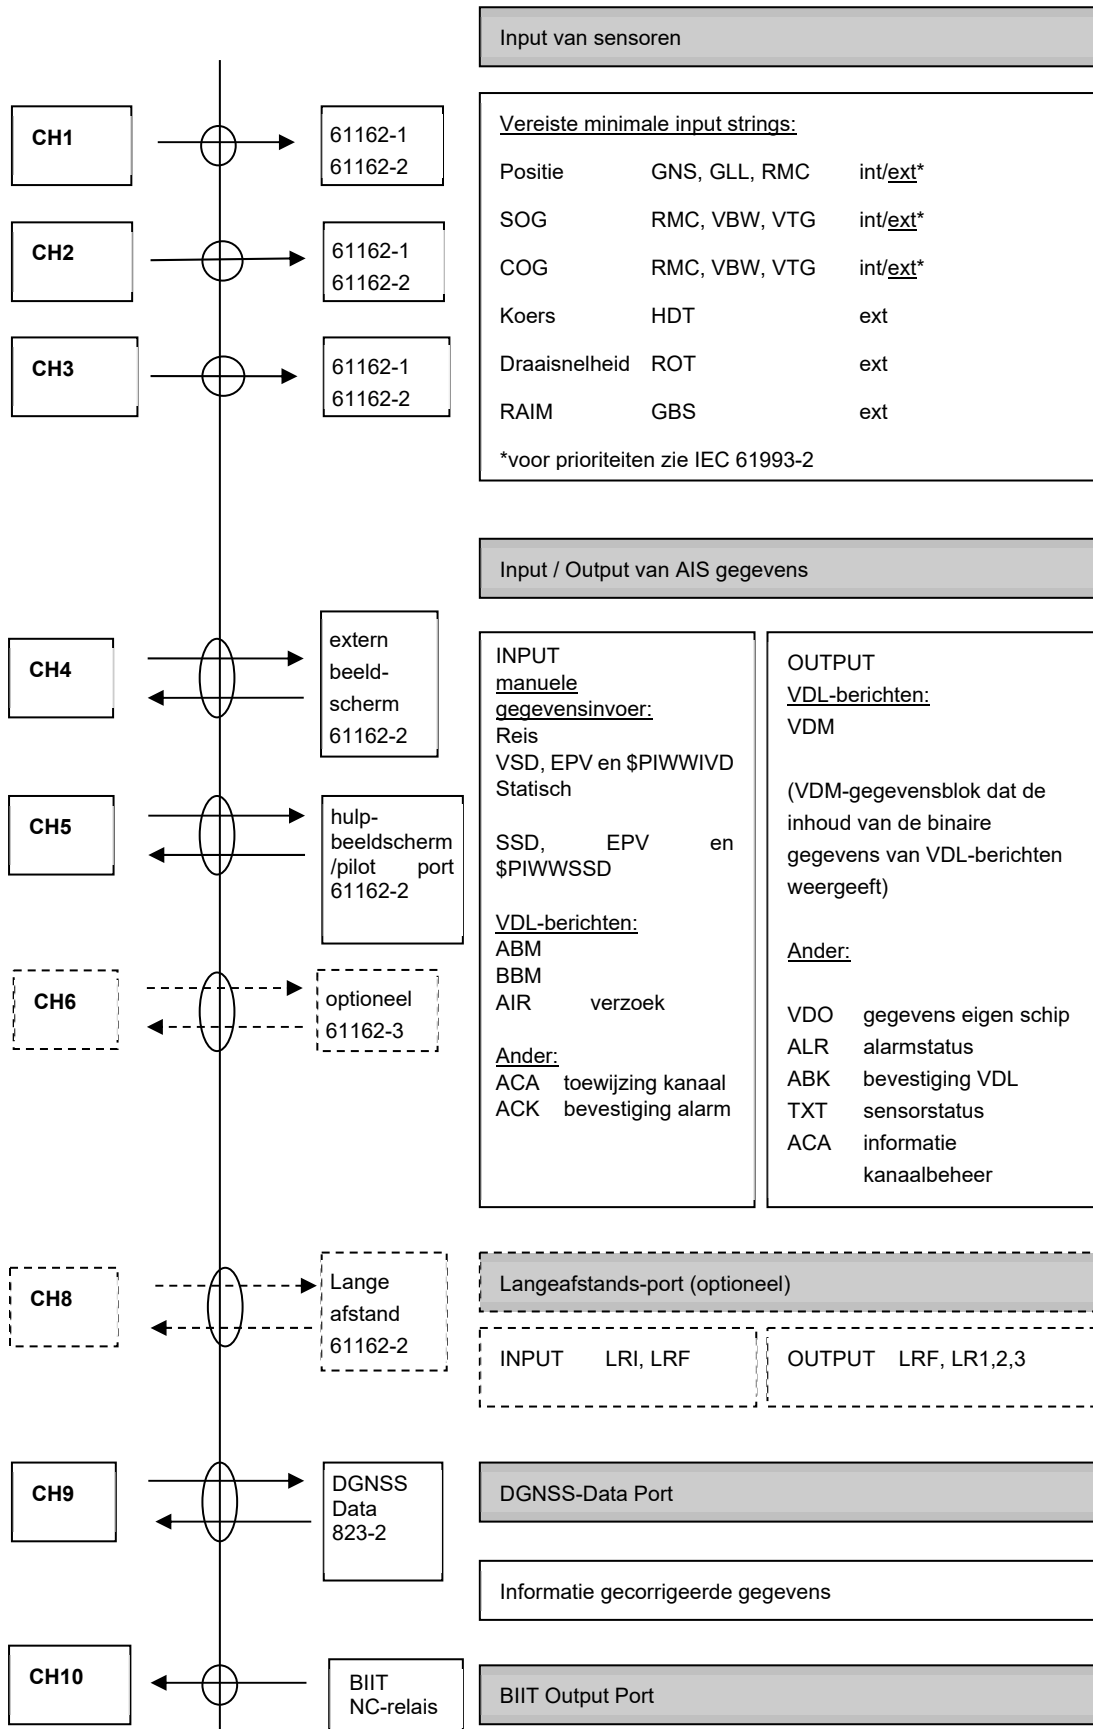 Input van sensoren
CH1
61162-1
61162-2
CH2
61162-1
61162-2
CH3
61162-1
61162-2
Vereiste minimale input strings:
Positie GNS, GLL, RMC int/ext*
SOG RMC, VBW, VTG int/ext*
COG RMC, VBW, VTG int/ext*
Koers HDT ext
Draaisnelheid ROT ext
RAIM GBS ext
*voor prioriteiten zie IEC 61993-2
Input / Output van AIS gegevens
CH4
extern
beeld-
scherm
61162-2
CH5
hulp-
beeldscherm
/pilot port
61162-2
CH6
optioneel
61162-3
INPUT
manuele
gegevensinvoer:
Reis
VSD, EPV en $PIWWIVD
Statisch
SSD, EPV en
$PIWWSSD
VDL-berichten:
ABM
BBM
AIR verzoek
Ander:
ACA toewijzing kanaal
ACK bevestiging alarm
OUTPUT
VDL-berichten:
VDM
(VDM-gegevensblok dat de
inhoud van de binaire
gegevens van VDL-berichten
weergeeft)
Ander:
VDO gegevens eigen schip
ALR alarmstatus
ABK bevestiging VDL
TXT sensorstatus
ACA informatie
kanaalbeheer
CH8
Lange
afstand
61162-2
Langeafstands-port (optioneel)
INPUT LRI, LRF
OUTPUT LRF, LR1,2,3
CH9
DGNSS
Data
823-2
DGNSS-Data Port
Informatie gecorrigeerde gegevens
CH10
BIIT
NC-relais
BIIT Output Port